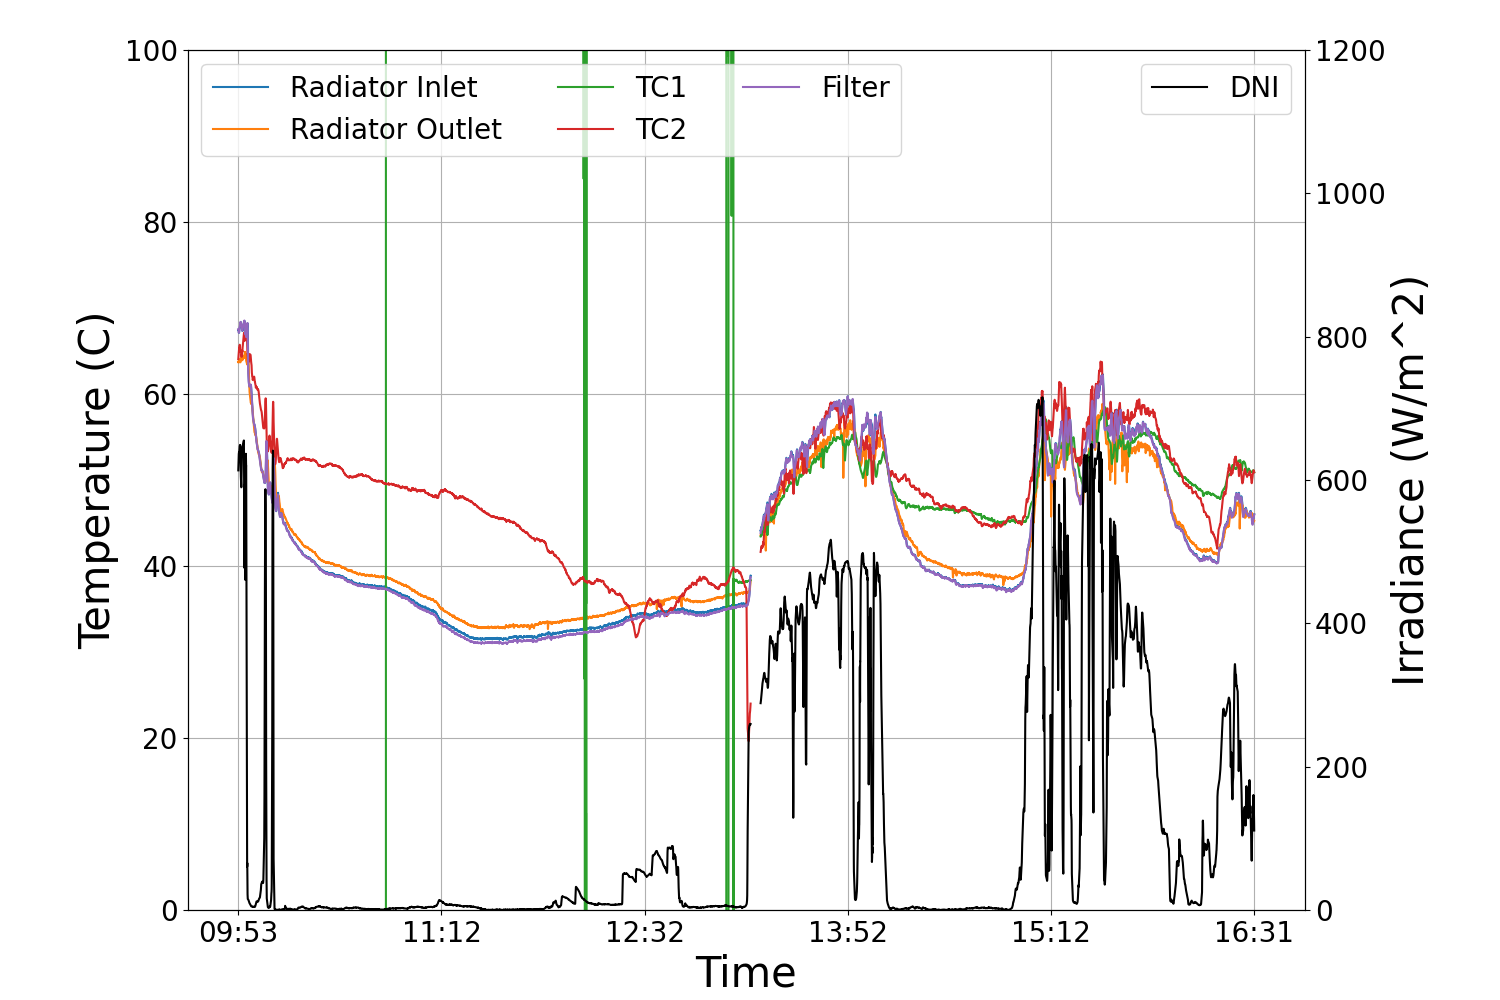 100
80
60
40
20
0
Temperature (C)
Radiator Inlet
Radiator Outlet
TC1
TC2
Filter
DNI
1200
1000
800
600
400
200
0
Irradiance (W/m^2)
09:53 11:12 12:32 13:52 15:12 16:31
Time